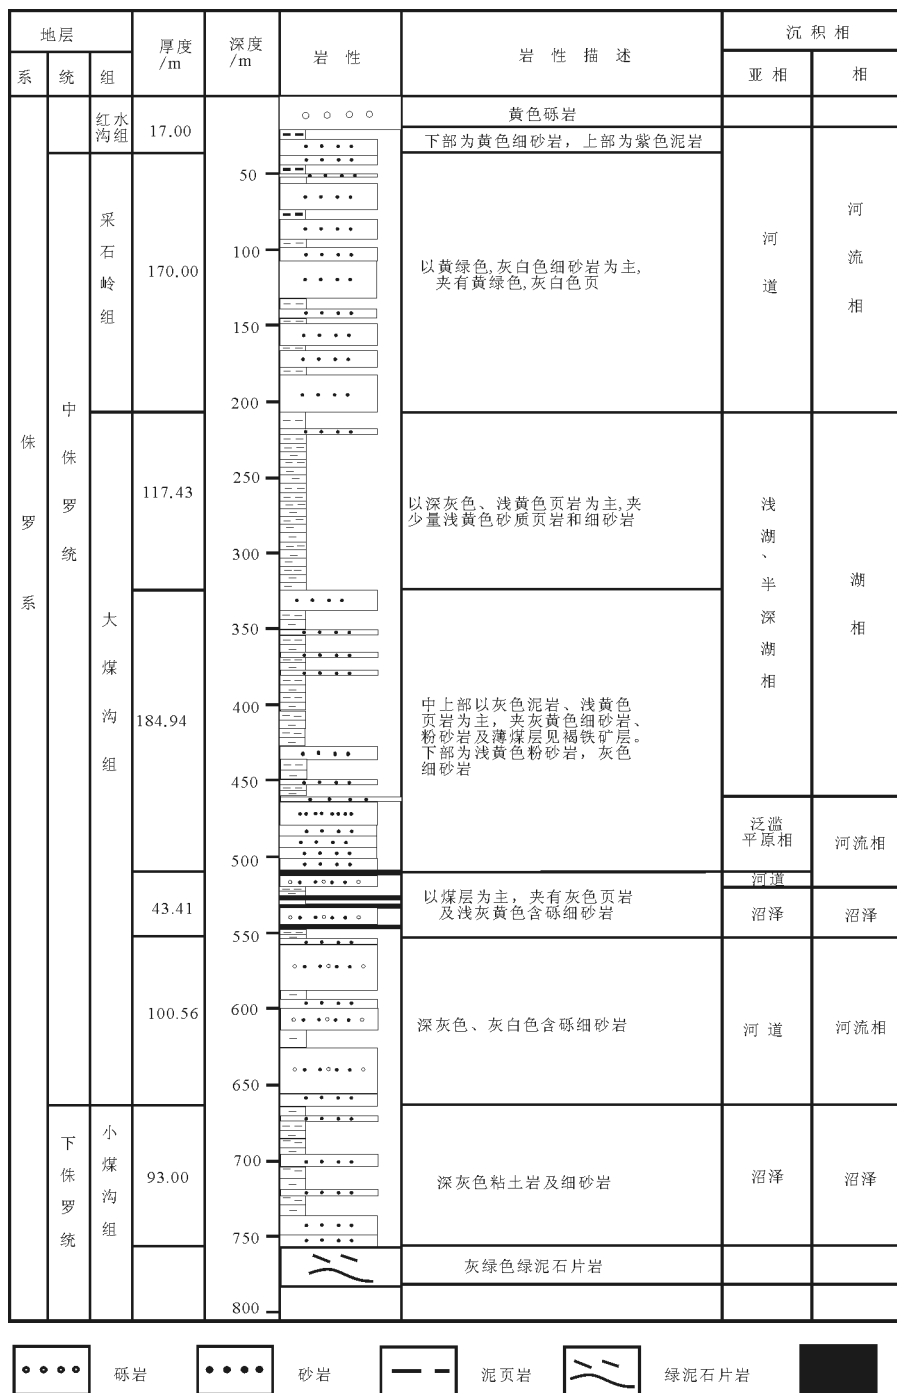 地层
厚度
/m
深度
/m
岩性
岩性描述
沉积相
系
统
组
亚相
相
红水
沟组
17.00
黄色砾岩
下部为黄色细砂岩，上部为紫色泥岩
50
采石岭组
170.00
100
以黄绿色,灰白色细砂岩为主,
夹有黄绿色,灰白色页
河道
河流相
150
200
侏罗系
中侏罗统
大煤沟组
117.43
250
以深灰色、浅黄色页岩为主,夹
少量浅黄色砂质页岩和细砂岩
300
浅湖、半深湖相
湖相
350
184.94
400
中上部以灰色泥岩、浅黄色
页岩为主，夹灰黄色细砂岩、
粉砂岩及薄煤层见褐铁矿层。
下部为浅黄色粉砂岩，灰色
细砂岩
450
泛滥
平原相
河流相
500
河道
43.41
以煤层为主，夹有灰色页岩
及浅灰黄色含砾细砂岩
沼泽
沼泽
550
100.56
600
深灰色、灰白色含砾细砂岩
河道
河流相
650
下侏罗统
小煤沟组
93.00
700
深灰色粘土岩及细砂岩
沼泽
沼泽
750
灰绿色绿泥石片岩
800
砾岩
砂岩
泥页岩
绿泥石片岩